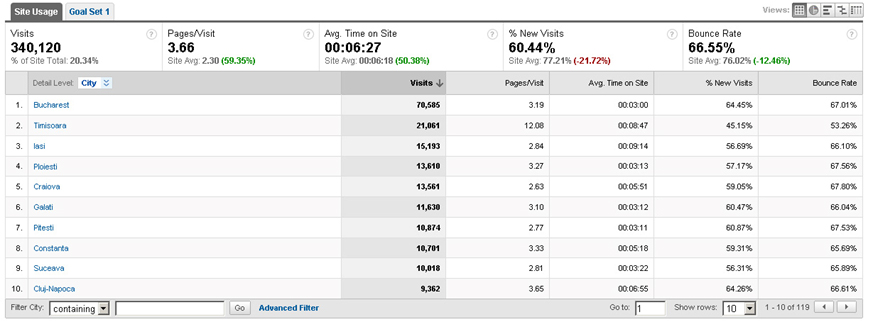 Site Usage Goal Set 1 Views:
Visits Pages/Visit Avg. Time on Site % New Visits Bounce Rate
340,120 3.66 00:06:27 60.44% 66.55%
% of Site Total: 20.34% Site Avg: 2.30 (59.35%) Site Avg: 00:06:18 (50.38%) Site Avg: 77.21% (-21.72%) Site Avg: 76.02% (-12.46%)
Detail Level: City Visits Pages/Visit Avg. Time on Site % New Visits Bounce Rate
1. Bucharest 70,585 3.19 00:03:00 64.45% 67.01%
2. Timisoara 21,061 12.08 00:08:47 45.15% 53.26%
3. Iasi 15,193 2.84 00:09:14 56.69% 66.10%
4. Ploiesti 13,610 3.27 00:03:13 57.17% 67.56%
5. Craiova 13,561 2.63 00:05:51 59.05% 67.80%
6. Galati 11,630 3.10 00:03:12 60.47% 66.04%
7. Pitesti 10,874 2.77 00:03:11 60.87% 67.53%
8. Constanta 10,701 3.33 00:05:18 59.31% 65.69%
9. Suceava 10,018 2.81 00:03:22 56.31% 65.89%
10. Cluj-Napoca 9,362 3.65 00:06:55 64.26% 66.61%
Filter City: containing Go Advanced Filter Go to: 1 Show rows: 10 1 - 10 of 119